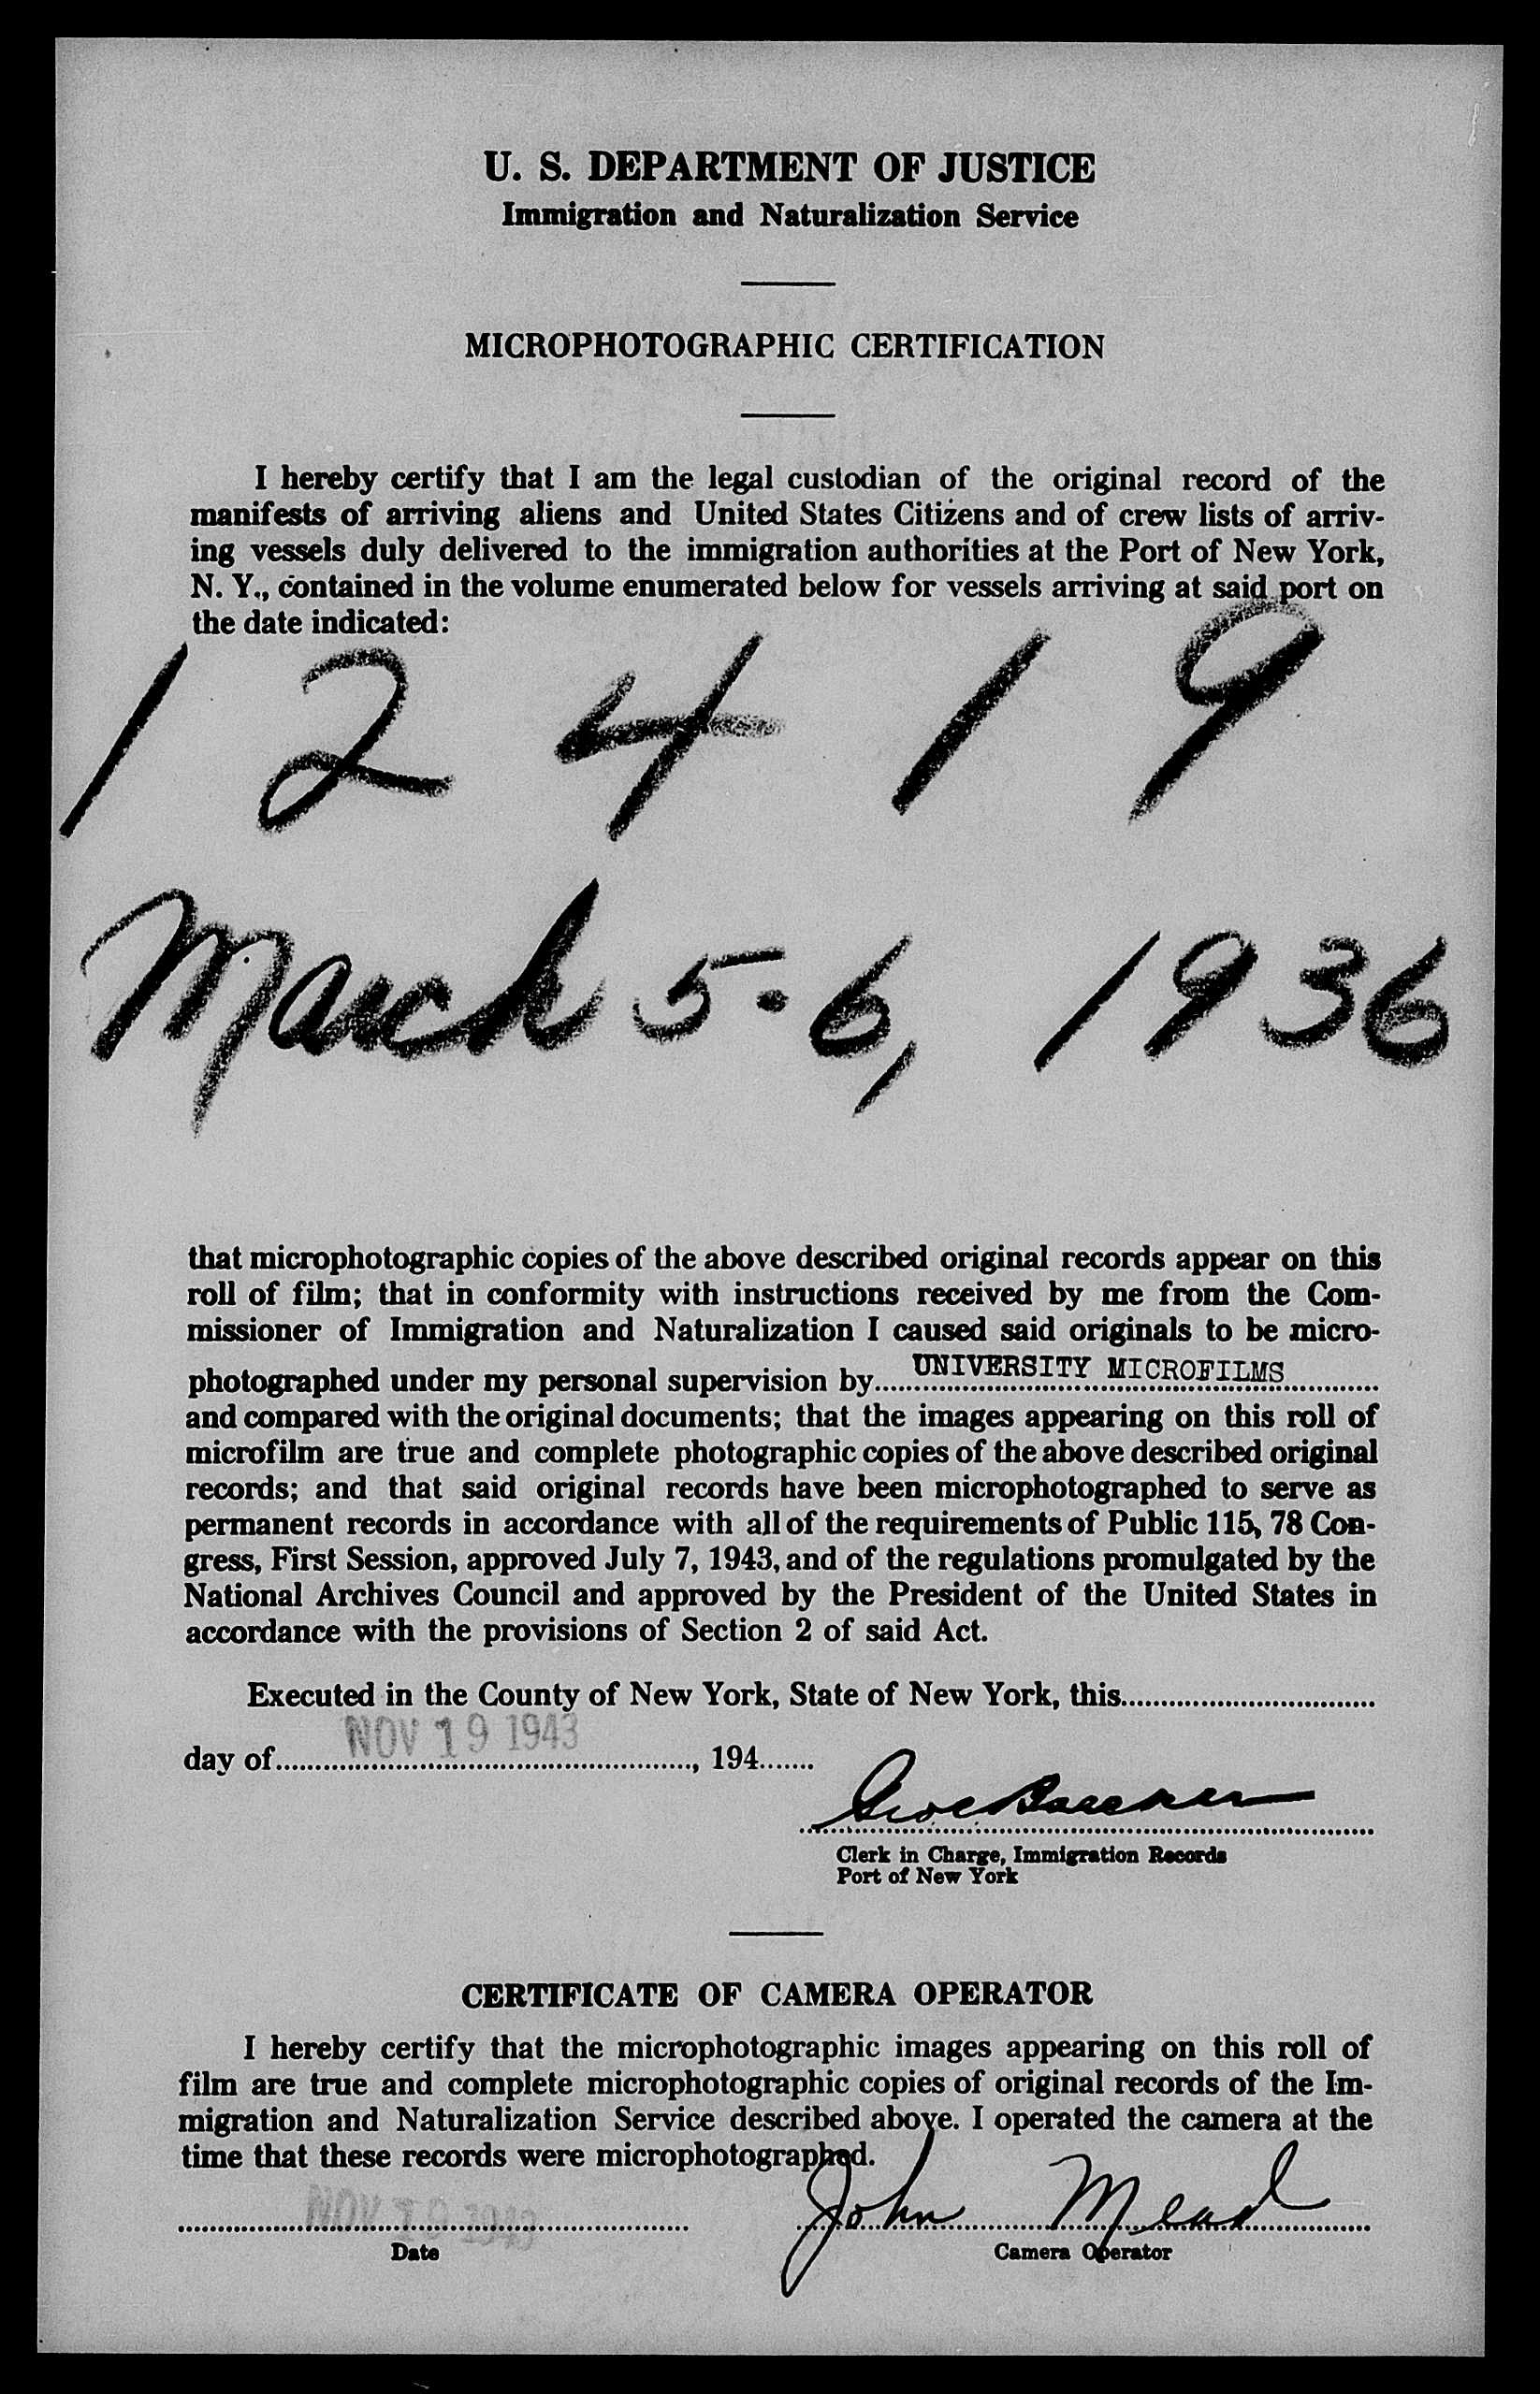 U. S. DEPARTMENT OF JUSTICE
Immigration and Naturalization Service
MICROPHOTOGRAPHIC CERTIFICATION
I hereby certify that I am the legal custodian of the original record of the
manifests of arriving aliens and United States Citizens and of crew lists of arriv-
ing vessels duly delivered to the immigration authorities at the Port of New York,
N. Y., contained in the volume enumerated below for vessels arriving at said port on
the date indicated:
1 2 4 1 9
March 5-6, 1936
that microphotographic copies of the above described original records appear on this
roll of film; that in conformity with instructions received by me from the Com-
missioner of Immigration and Naturalization I caused said originals to be micro-
photographed under my personal supervision by UNIVERSITY MICROFILMS
and compared with the original documents; that the images appearing on this roll of
microfilm are true and complete photographic copies of the above described original
records; and that said original records have been microphotographed to serve as
permanent records in accordance with all of the requirements of Public 115, 78 Con-
gress, First Session, approved July 7, 1943, and of the regulations promulgated by the
National Archives Council and approved by the President of the United States in
accordance with the provisions of Section 2 of said Act.
Executed in the County of New York, State of New York, this
day of NOV 19 1943, 194
Clerk in Charge, Immigration Records
Port of New York
CERTIFICATE OF CAMERA OPERATOR
I hereby certify that the microphotographic images appearing on this roll of
film are true and complete microphotographic copies of original records of the Im-
migration and Naturalization Service described above. I operated the camera at the
time that these records were microphotographed.
NOV 19 1943 John Mead
Date Camera Operator